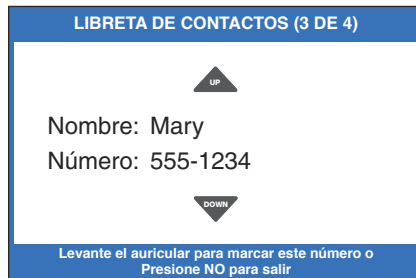 LIBRETA DE CONTACTOS (3 DE 4)
UP
Nombre: Mary
Número: 555-1234
DOWN
Levante el auricular para marcar este número o
Presione NO para salir